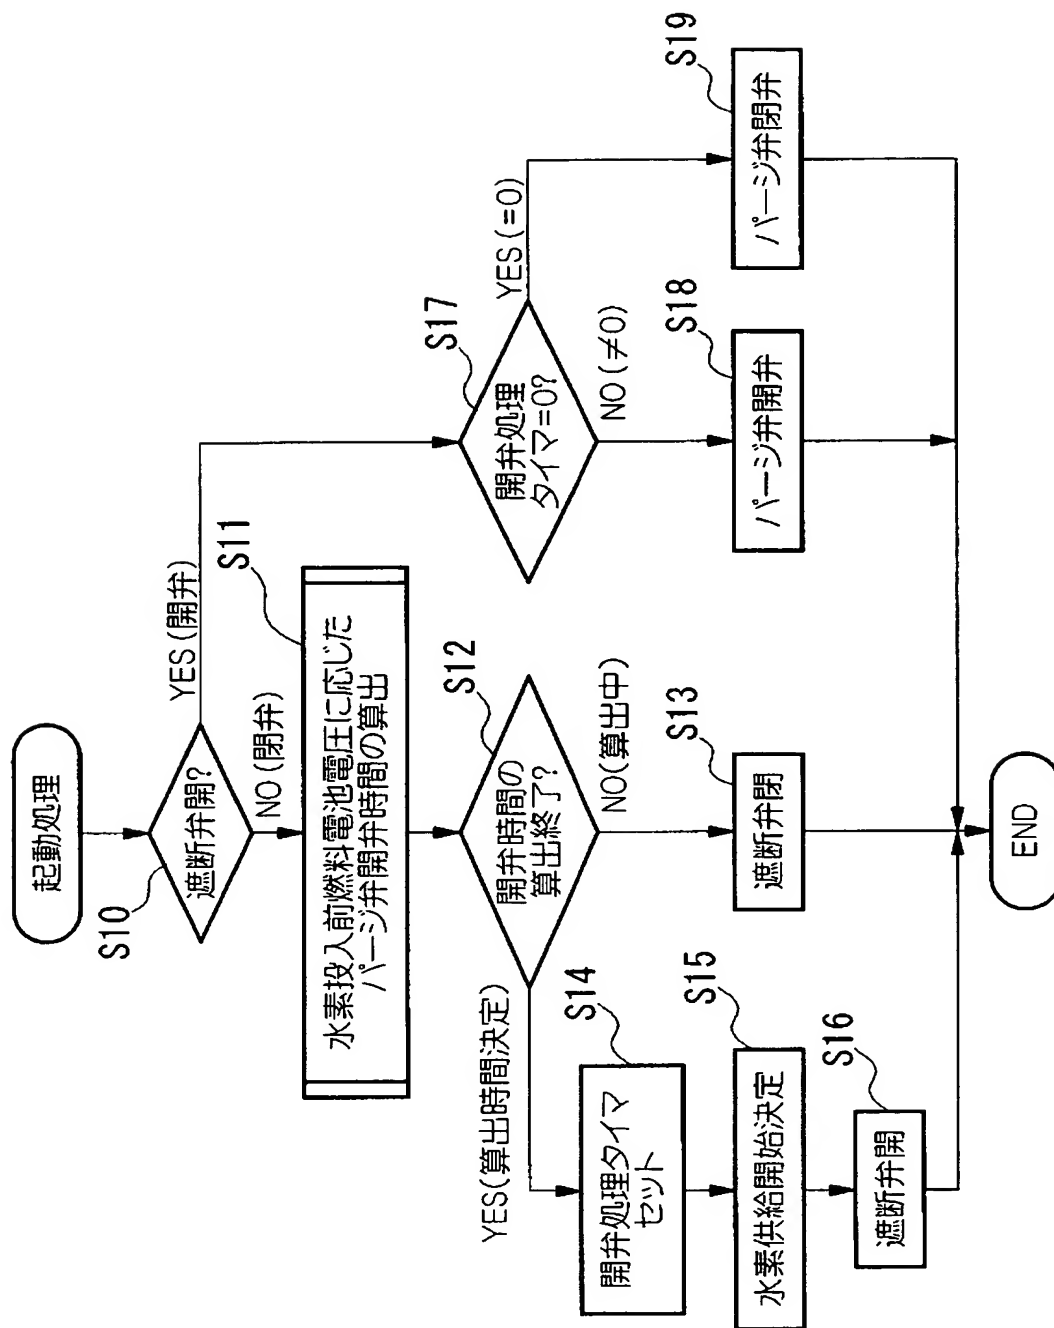 起動処理
S10
遮断弁開?
YES(開弁)
NO(閉弁)
S11
水素投入前燃料電池電圧に応じた
パージ弁開弁時間の算出
S12
開弁時間の
算出終了?
YES(算出時間決定)
NO(算出中)
S13
遮断弁閉
S14
開弁処理タイマ
セット
S15
水素供給開始決定
S16
遮断弁開
S17
開弁処理
タイマ=0?
YES(=0)
NO(≠0)
S18
パージ弁開弁
S19
パージ弁閉弁
END